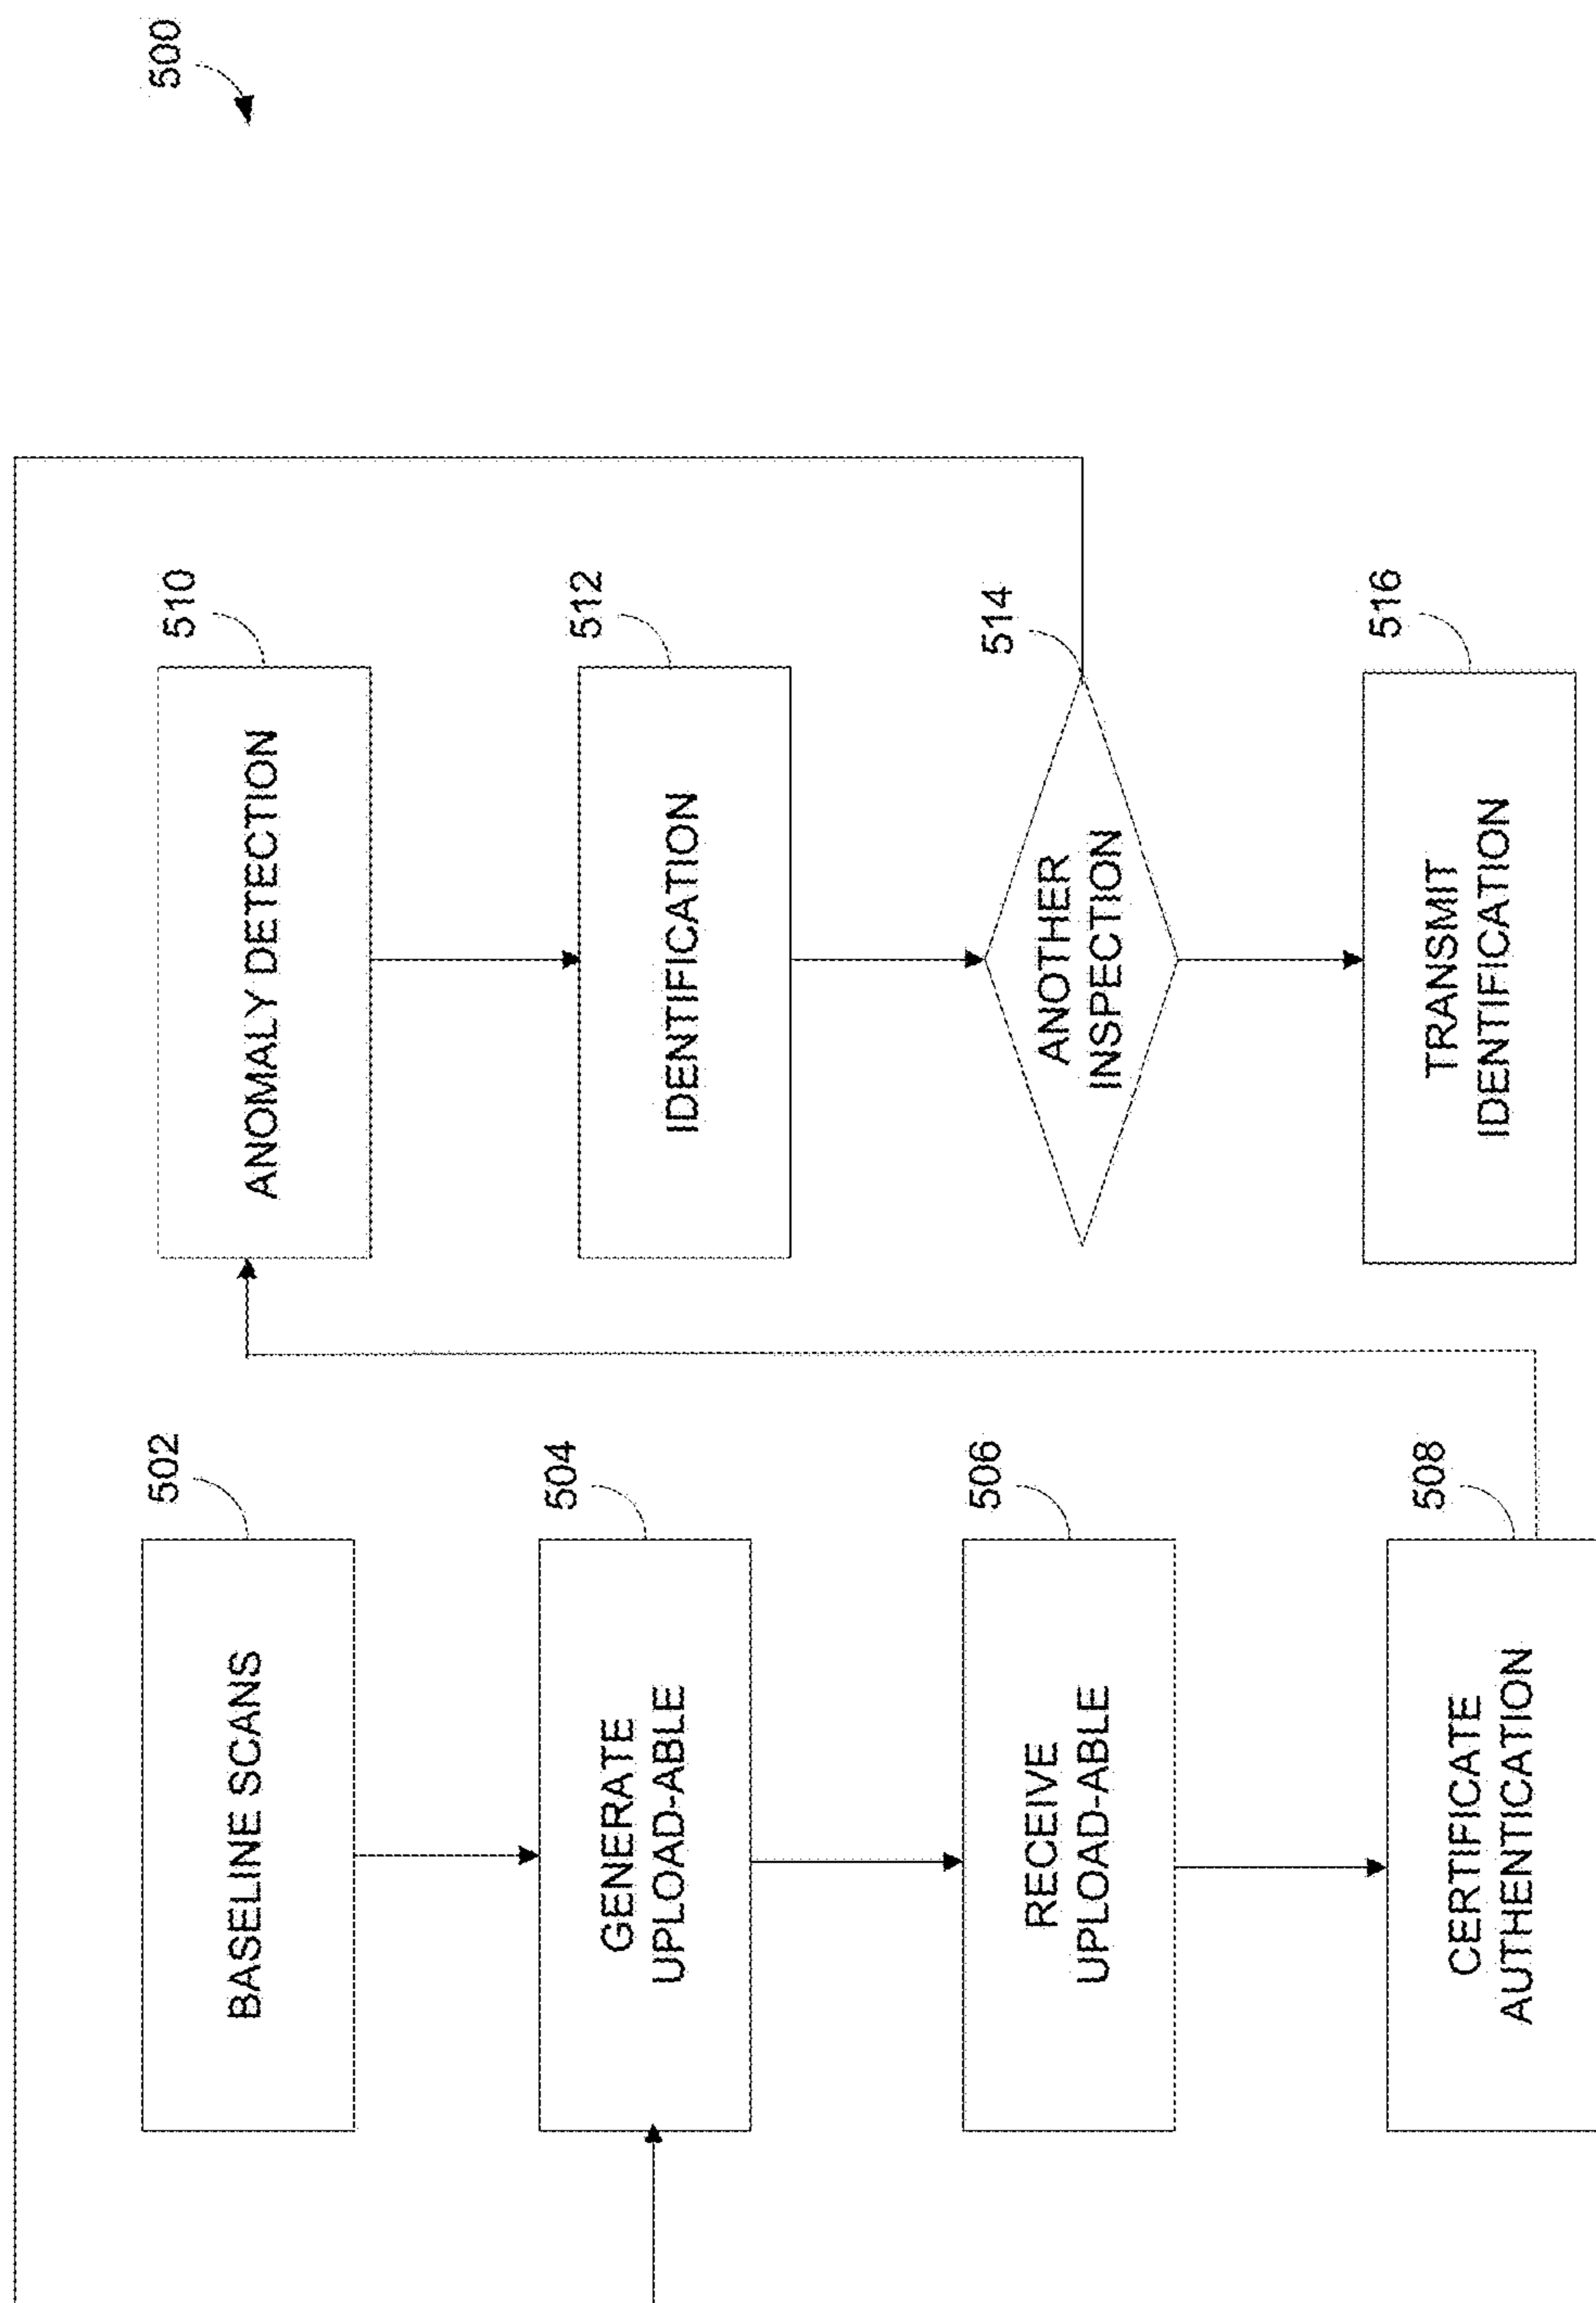 500
502
BASELINE SCANS
504
GENERATE
UPLOAD-ABLE
506
RECEIVE
UPLOAD-ABLE
508
CERTIFICATE
AUTHENTICATION
510
ANOMALY DETECTION
512
IDENTIFICATION
514
ANOTHER
INSPECTION
516
TRANSMIT
IDENTIFICATION